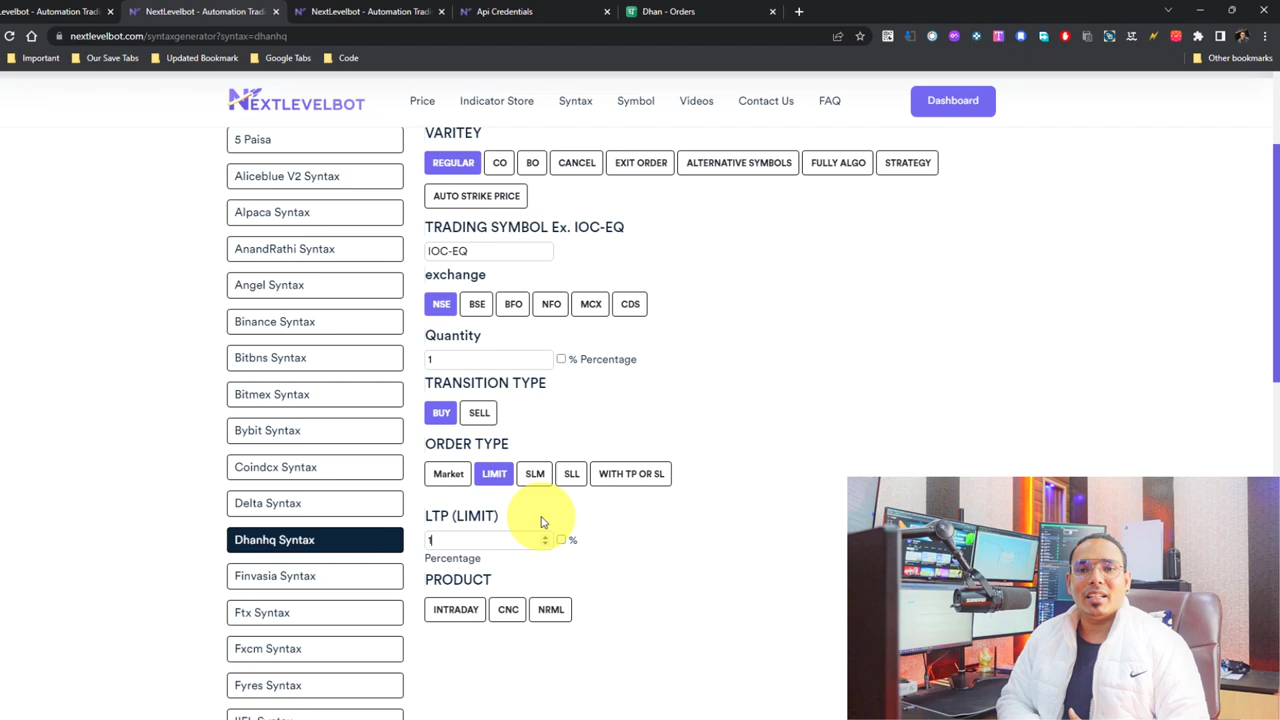 NextLevelbot - Automation Trad
NextLevelbot - Automation Tradi
Api Credentials
Dhan - Orders
nextlevelbot.com/syntaxgenerator?syntax=dhanhq
Important
Our Save Tabs
Updated Bookmark
Google Tabs
Code
Other bookmarks
NEXTLEVELBOT
Price
Indicator Store
Syntax
Symbol
Videos
Contact Us
FAQ
Dashboard
5 Paisa
Aliceblue V2 Syntax
Alpaca Syntax
AnandRathi Syntax
Angel Syntax
Binance Syntax
Bitbns Syntax
Bitmex Syntax
Bybit Syntax
Coindcx Syntax
Delta Syntax
Dhanhq Syntax
Finvasia Syntax
Ftx Syntax
Fxcm Syntax
Fyres Syntax
VARITEY
REGULAR CO BO CANCEL EXIT ORDER ALTERNATIVE SYMBOLS FULLY ALGO STRATEGY
AUTO STRIKE PRICE
TRADING SYMBOL Ex. IOC-EQ
IOC-EQ
exchange
NSE BSE BFO NFO MCX CDS
Quantity
1 % Percentage
TRANSITION TYPE
BUY SELL
ORDER TYPE
Market LIMIT SLM SLL WITH TP OR SL
LTP (LIMIT)
1 %
Percentage
PRODUCT
INTRADAY CNC NRML